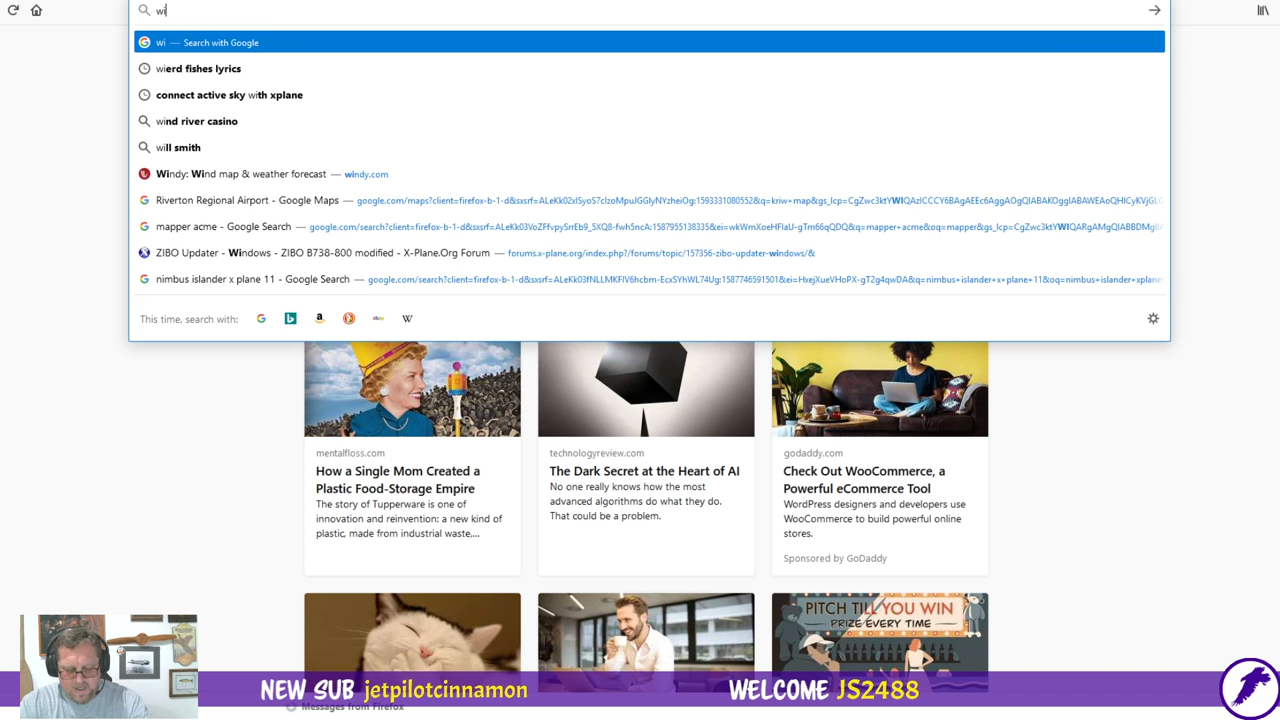 wi
wi — Search with Google
wierd fishes lyrics
connect active sky with xplane
wind river casino
will smith
Windy: Wind map & weather forecast — windy.com
Riverton Regional Airport - Google Maps —
mapper acme - Google Search —
ZIBO Updater - Windows - ZIBO B738-800 modified - X-Plane.Org Forum — forums.x-plane.org/index.php?/forums/topic/157356-zibo-updater-windows/&
nimbus islander x plane 11 - Google Search —
This time, search with:
mentalfloss.com
How a Single Mom Created a
Plastic Food-Storage Empire
The story of Tupperware is one of
innovation and reinvention: a new kind of
plastic, made from industrial waste,...
technologyreview.com
The Dark Secret at the Heart of AI
No one really knows how the most
advanced algorithms do what they do.
That could be a problem.
godaddy.com
Check Out WooCommerce, a
Powerful eCommerce Tool
WordPress designers and developers use
WooCommerce to build powerful online
stores.
Sponsored by GoDaddy
PITCH TILL YOU WIN
PRIZE EVERY TIME
NEW SUB jetpilotcinnamon
WELCOME JS2488
Messages from Firefox